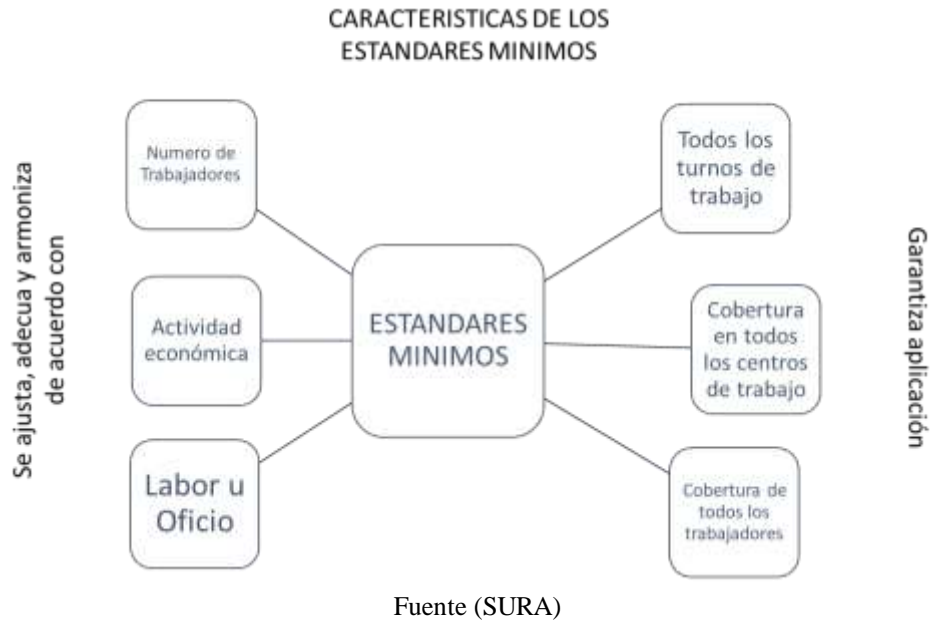 CARACTERISTICAS DE LOS
ESTANDARES MINIMOS
Se ajusta, adecua y armoniza
de acuerdo con
Numero de
Trabajadores
Actividad
económica
Labor u
Oficio
ESTANDARES
MINIMOS
Todos los
turnos de
trabajo
Cobertura
en todos
los centros
de trabajo
Cobertura de
todos los
trabajadores
Garantiza aplicación
Fuente (SURA)